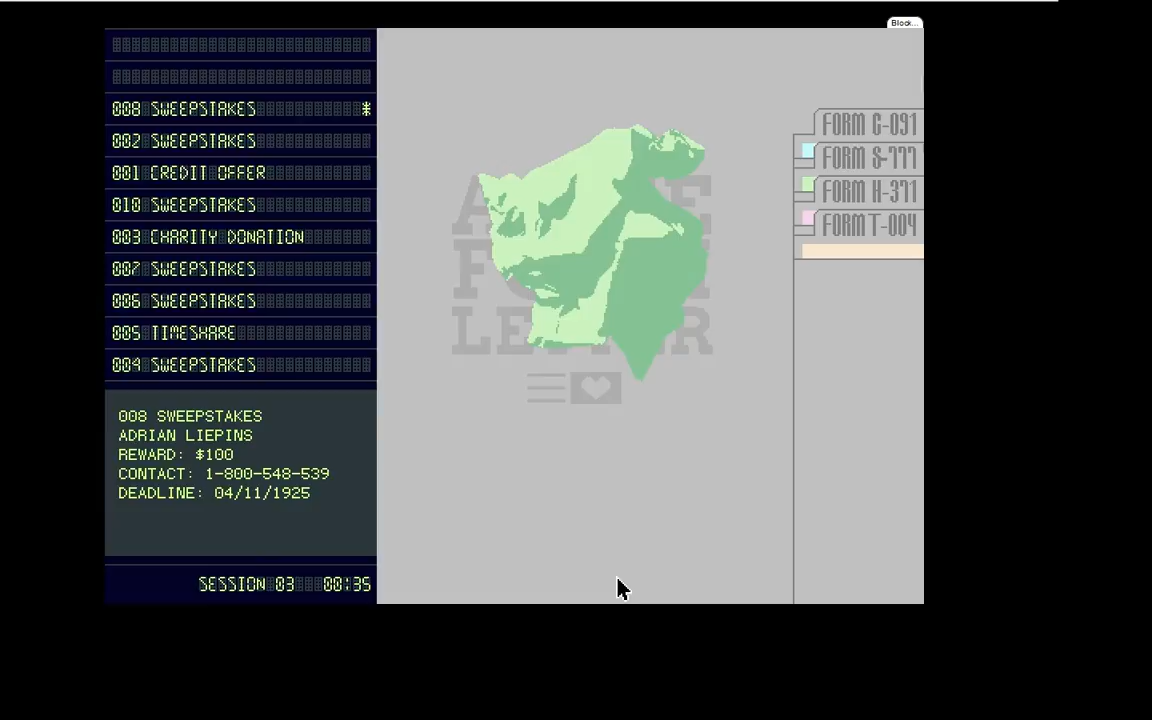 Block...
008 SWEEPSTAKES *
002 SWEEPSTAKES
001 CREDIT OFFER
010 SWEEPSTAKES
003 CHARITY DONATION
007 SWEEPSTAKES
006 SWEEPSTAKES
005 TIMESHARE
004 SWEEPSTAKES
008 SWEEPSTAKES
ADRIAN LIEPINS
REWARD: $100
CONTACT: 1-800-548-539
DEADLINE: 04/11/1925
SESSION 03 00:35
FORM G-091
FORM S-777
FORM H-371
FORM T-004